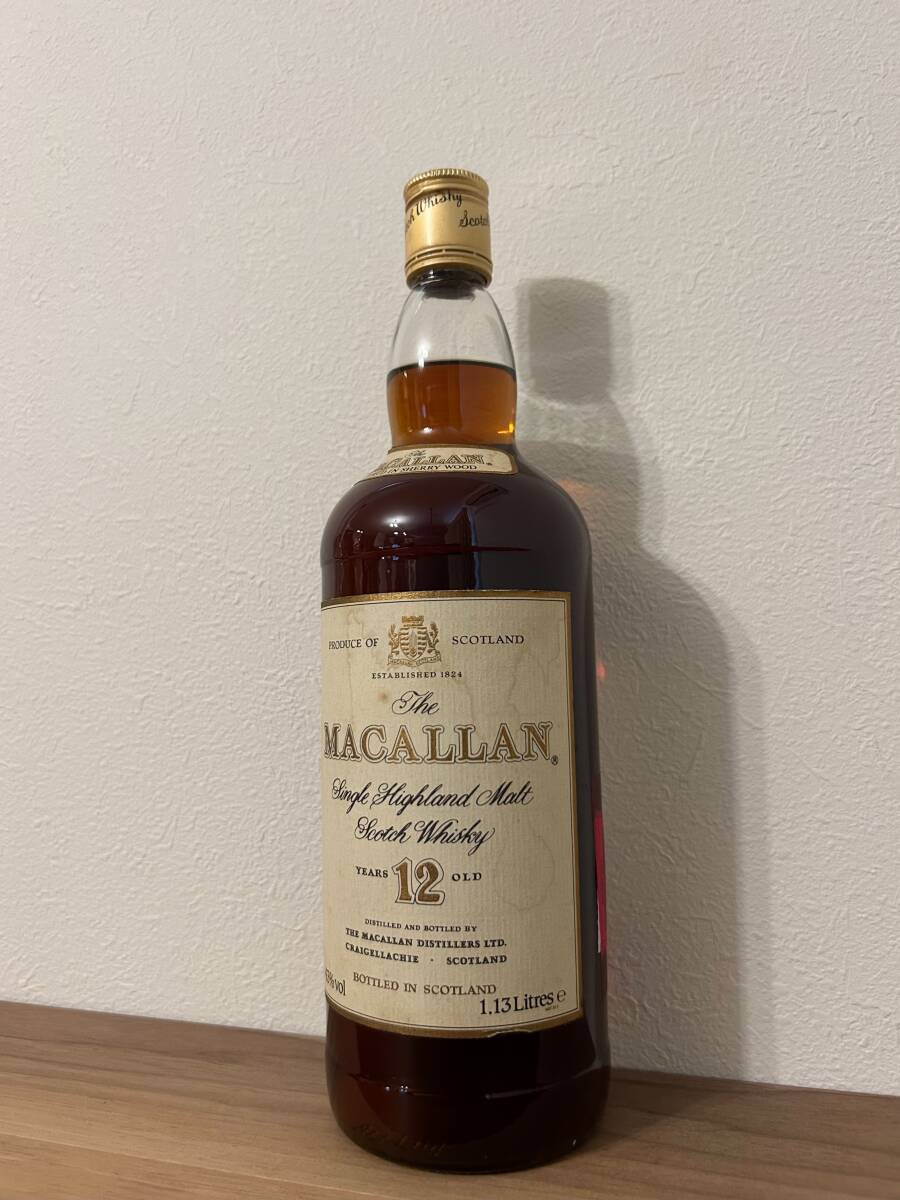 Whisky Scotch
The
MACALLAN®
IN SHERRY WOOD
PRODUCE OF SCOTLAND
MACALLAN
ESTABLISHED 1824
The
MACALLAN®
Single Highland Malt
Scotch Whisky
YEARS 12 OLD
DISTILLED AND BOTTLED BY
THE MACALLAN DISTILLERS LTD.
CRAIGELLACHIE · SCOTLAND
BOTTLED IN SCOTLAND
%vol
1.13 Litres e